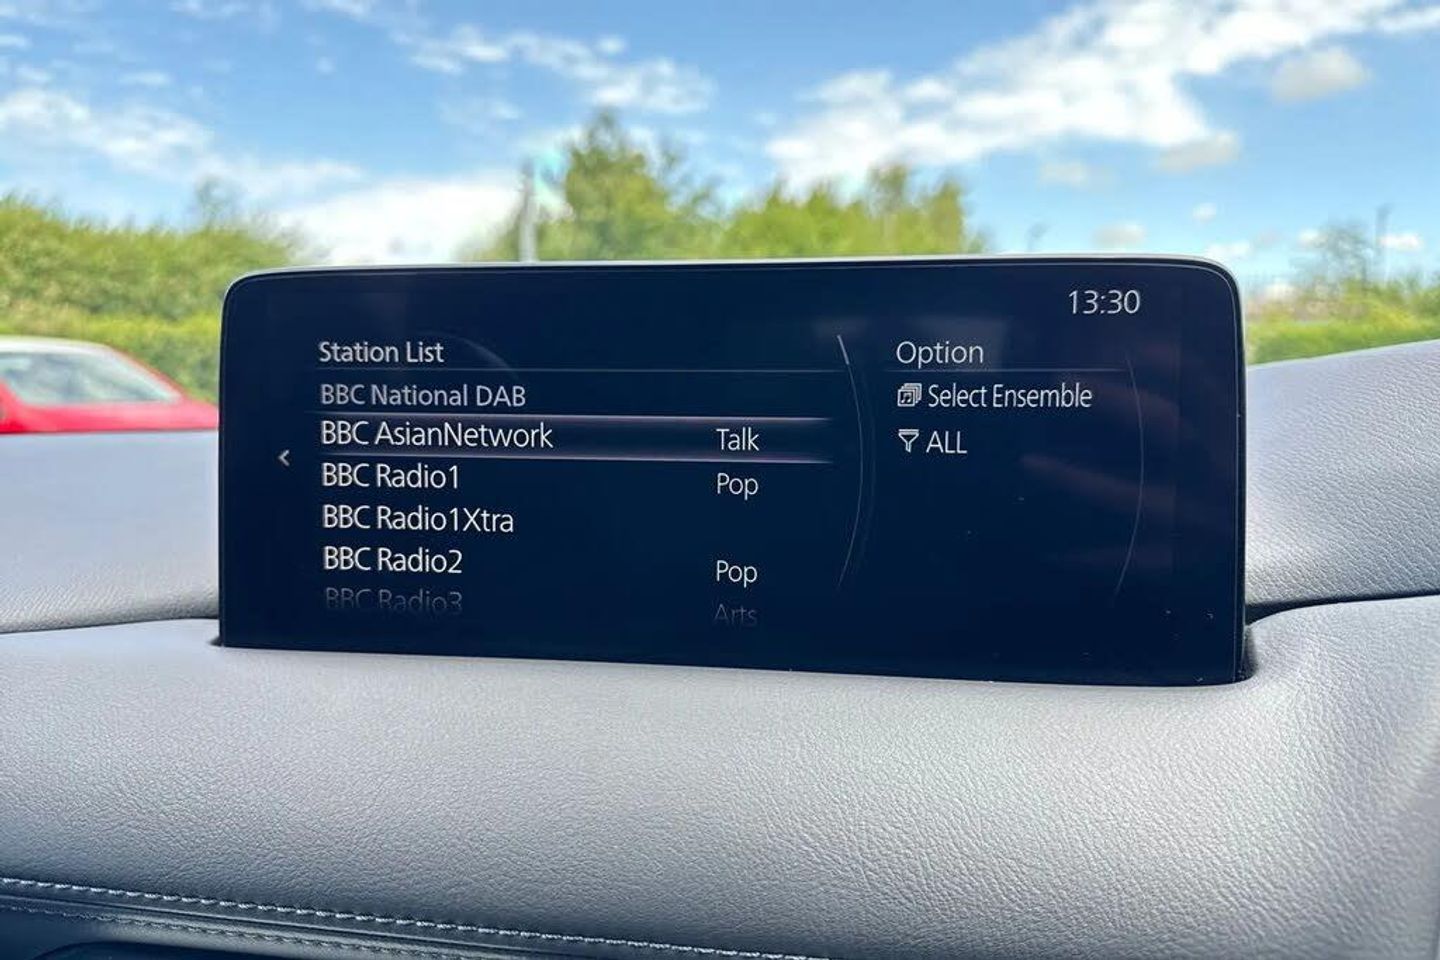 13:30
Station List
BBC National DAB
BBC AsianNetwork Talk
BBC Radio1 Pop
BBC Radio1Xtra
BBC Radio2 Pop
BBC Radio3 Arts
Option
Select Ensemble
ALL